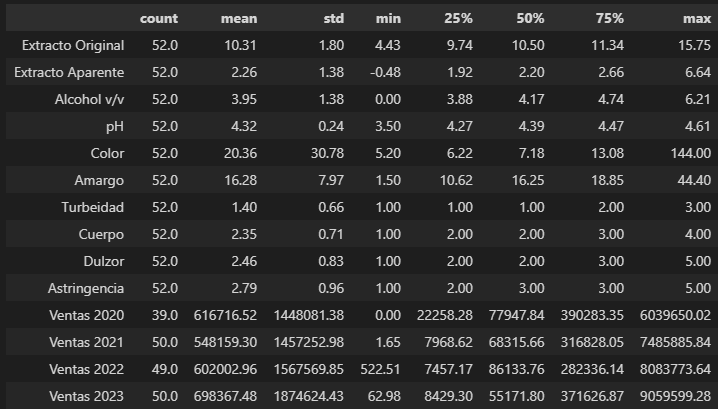 count mean std min 25% 50% 75% max
Extracto Original 52.0 10.31 1.80 4.43 9.74 10.50 11.34 15.75
Extracto Aparente 52.0 2.26 1.38 -0.48 1.92 2.20 2.66 6.64
Alcohol v/v 52.0 3.95 1.38 0.00 3.88 4.17 4.74 6.21
pH 52.0 4.32 0.24 3.50 4.27 4.39 4.47 4.61
Color 52.0 20.36 30.78 5.20 6.22 7.18 13.08 144.00
Amargo 52.0 16.28 7.97 1.50 10.62 16.25 18.85 44.40
Turbeidad 52.0 1.40 0.66 1.00 1.00 1.00 2.00 3.00
Cuerpo 52.0 2.35 0.71 1.00 2.00 2.00 3.00 4.00
Dulzor 52.0 2.46 0.83 1.00 2.00 2.00 3.00 5.00
Astringencia 52.0 2.79 0.96 1.00 2.00 3.00 3.00 5.00
Ventas 2020 39.0 616716.52 1448081.38 0.00 22258.28 77947.84 390283.35 6039650.02
Ventas 2021 50.0 548159.30 1457252.98 1.65 7968.62 68315.66 316828.05 7485885.84
Ventas 2022 49.0 602002.96 1567569.85 522.51 7457.17 86133.76 282336.14 8083773.64
Ventas 2023 50.0 698367.48 1874624.43 62.98 8429.30 55171.80 371626.87 9059599.28